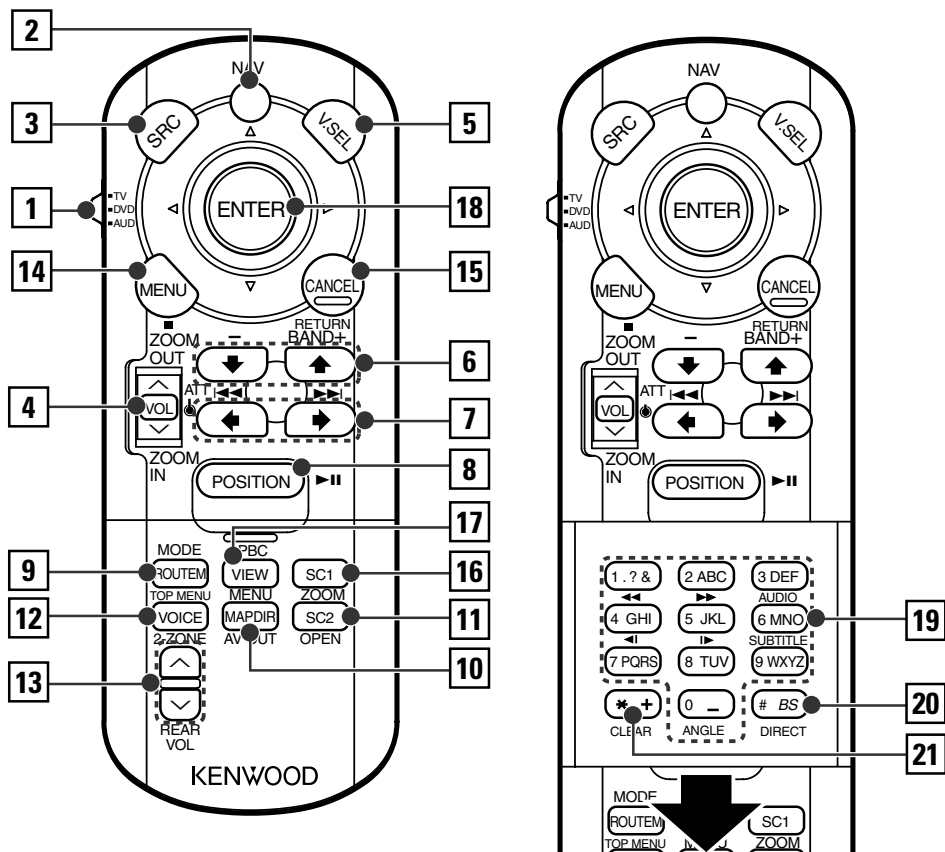 2
NAV
3
SRC
V.SEL
5
1
TV
DVD
AUD
ENTER
18
14
MENU
CANCEL
15
RETURN
ZOOM
OUT
−
BAND+
6
4
VOL
ATT
7
ZOOM
IN
POSITION
8
17
MODE
PBC
9
ROUTEM
VIEW
SC1
16
TOP MENU
MENU
ZOOM
12
VOICE
MAPDIR
SC2
11
2-ZONE
AV OUT
OPEN
10
13
REAR
VOL
KENWOOD
NAV
SRC
V.SEL
TV
DVD
AUD
ENTER
MENU
CANCEL
RETURN
ZOOM
OUT
−
BAND+
VOL
ATT
ZOOM
IN
POSITION
1 . ? &
2 ABC
3 DEF
AUDIO
4 GHI
5 JKL
6 MNO
19
SUBTITLE
7 PQRS
8 TUV
9 WXYZ
* +
0 _
# BS
20
CLEAR
ANGLE
DIRECT
21
MODE
ROUTEM
SC1
TOP MENU
ZOOM